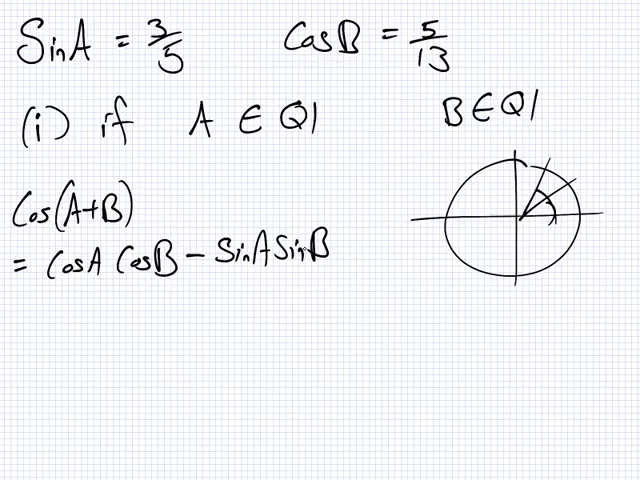 SinA = 3/5 CosB = 5/13
(i) if A ∈ Q1 B ∈ Q1
Cos(A+B)
= CosA CosB - SinA SinB